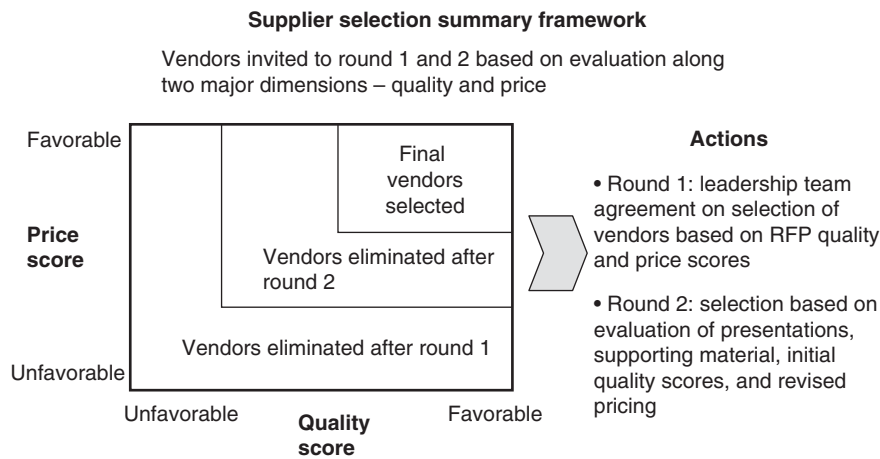 Supplier selection summary framework
Vendors invited to round 1 and 2 based on evaluation along
two major dimensions – quality and price
Favorable
Price
score
Unfavorable
Final
vendors
selected
Vendors eliminated after
round 2
Vendors eliminated after round 1
Unfavorable
Quality
score
Favorable
Actions
• Round 1: leadership team
agreement on selection of
vendors based on RFP quality
and price scores
• Round 2: selection based on
evaluation of presentations,
supporting material, initial
quality scores, and revised
pricing